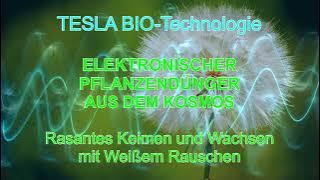 TESLA BIO-Technologie
ELEKTRONISCHER
PFLANZENDÜNGER
AUS DEM KOSMOS
Rasantes Keimen und Wachsen
mit Weißem Rauschen